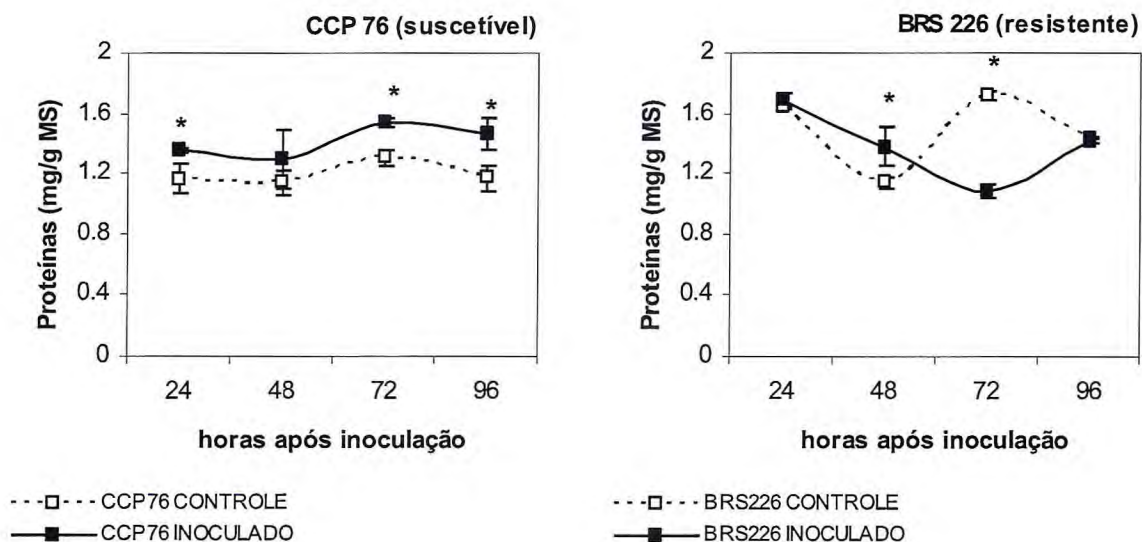 CCP 76 (suscetível)
Proteínas (mg/g MS)
2
1.6
1.2
0.8
0.4
0
*
*
*
24 48 72 96
horas após inoculação
CCP76 CONTROLE
CCP76 INOCULADO
BRS 226 (resistente)
Proteínas (mg/g MS)
2
1.6
1.2
0.8
0.4
0
*
*
24 48 72 96
horas após inoculação
BRS226 CONTROLE
BRS226 INOCULADO